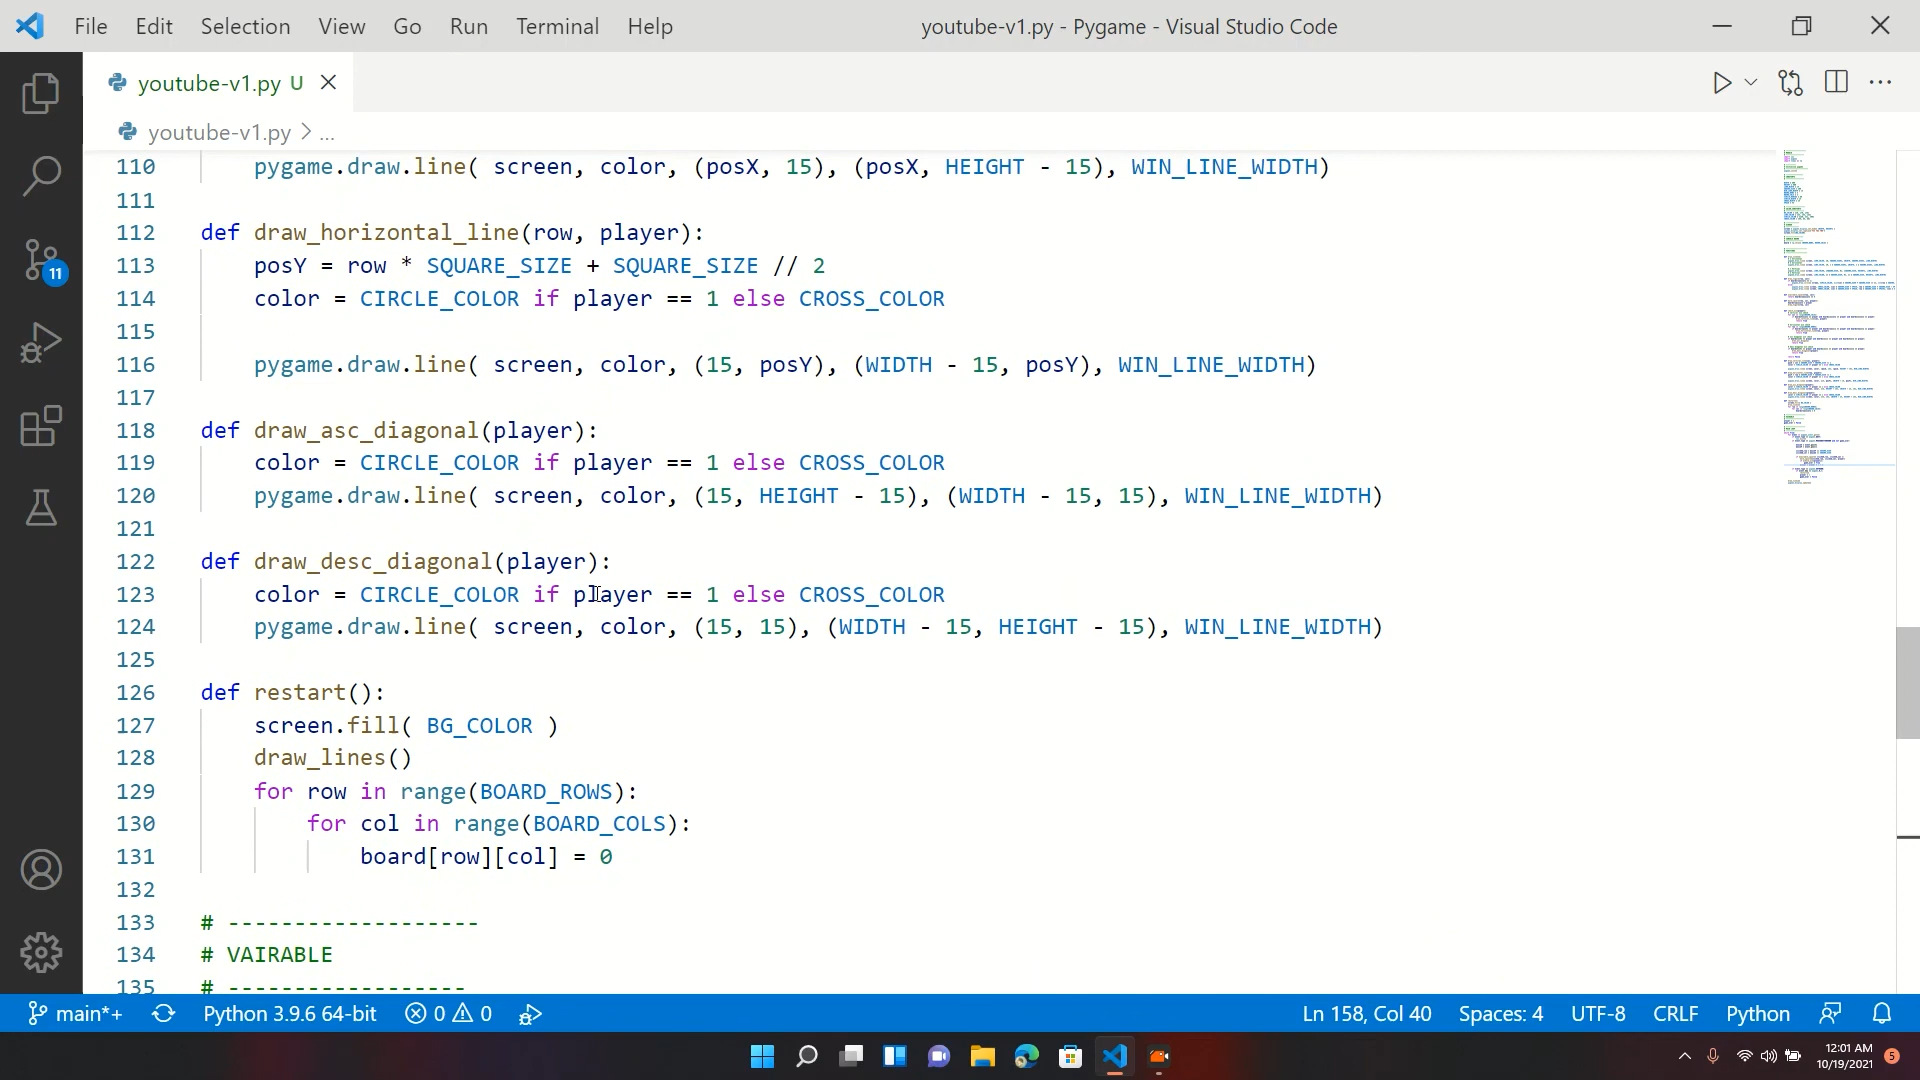 File Edit Selection View Go Run Terminal Help
youtube-v1.py - Pygame - Visual Studio Code
youtube-v1.py U
youtube-v1.py > ...
110 pygame.draw.line( screen, color, (posX, 15), (posX, HEIGHT - 15), WIN_LINE_WIDTH)
111
112 def draw_horizontal_line(row, player):
113 posY = row * SQUARE_SIZE + SQUARE_SIZE // 2
114 color = CIRCLE_COLOR if player == 1 else CROSS_COLOR
115
116 pygame.draw.line( screen, color, (15, posY), (WIDTH - 15, posY), WIN_LINE_WIDTH)
117
118 def draw_asc_diagonal(player):
119 color = CIRCLE_COLOR if player == 1 else CROSS_COLOR
120 pygame.draw.line( screen, color, (15, HEIGHT - 15), (WIDTH - 15, 15), WIN_LINE_WIDTH)
121
122 def draw_desc_diagonal(player):
123 color = CIRCLE_COLOR if player == 1 else CROSS_COLOR
124 pygame.draw.line( screen, color, (15, 15), (WIDTH - 15, HEIGHT - 15), WIN_LINE_WIDTH)
125
126 def restart():
127 screen.fill( BG_COLOR )
128 draw_lines()
129 for row in range(BOARD_ROWS):
130 for col in range(BOARD_COLS):
131 board[row][col] = 0
132
133 # -------------------
134 # VAIRABLE
135 # ------------------
11
main*+ Python 3.9.6 64-bit 0 0 Ln 158, Col 40 Spaces: 4 UTF-8 CRLF Python
12:01 AM
10/19/2021
5